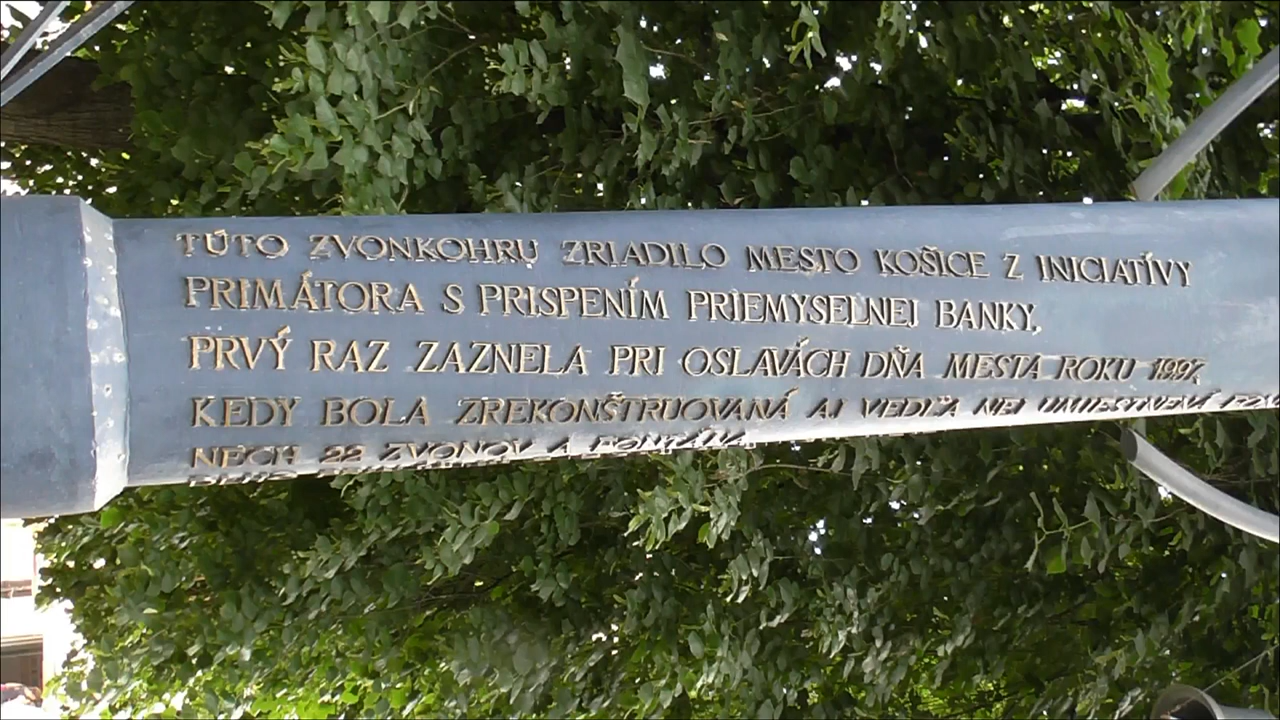 TÚTO ZVONKOHRU ZRIADILO MESTO KOŠICE Z INICIATÍVY
PRIMÁTORA S PRISPENÍM PRIEMYSELNEJ BANKY,
PRVÝ RAZ ZAZNELA PRI OSLAVÁCH DŇA MESTA ROKU 1997,
KEDY BOLA ZREKONŠTRUOVANÁ AJ VEDĽA NEJ UMIESTNENÁ
NECH 22 ZVONOV A FONTÁNA